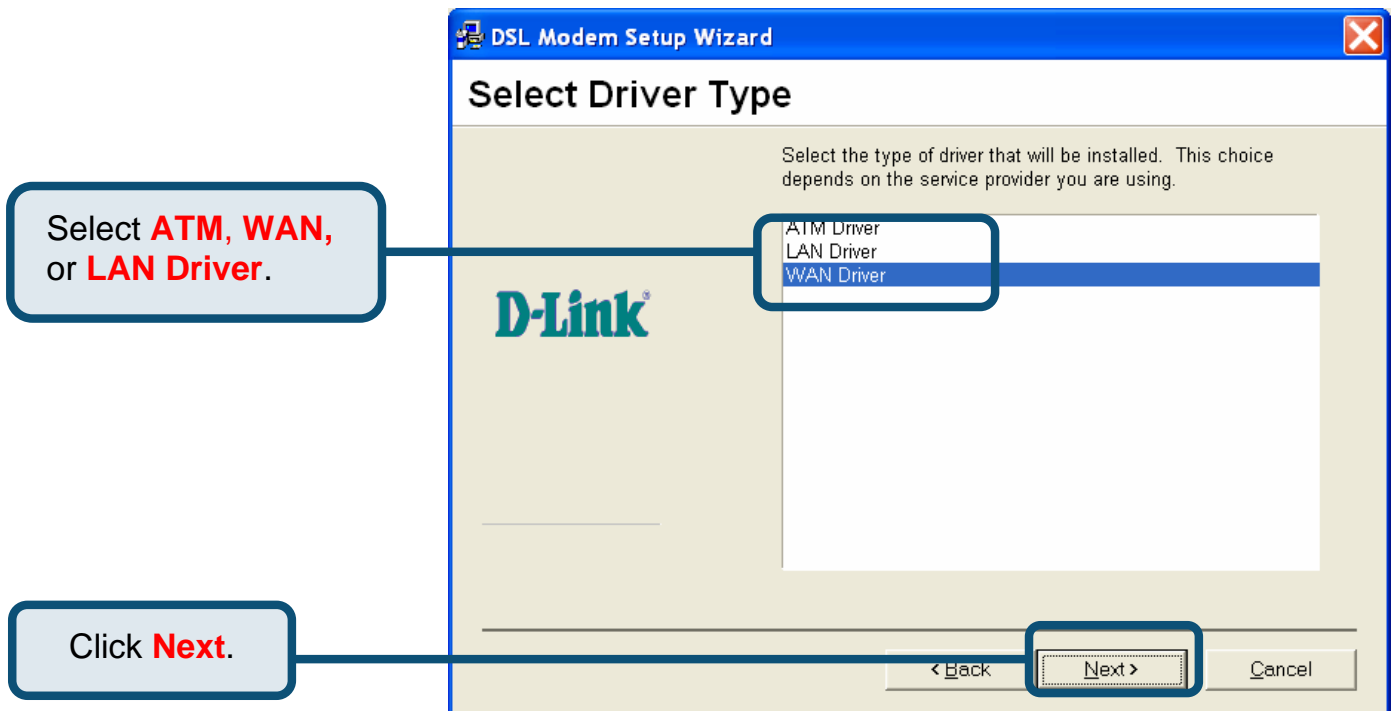 DSL Modem Setup Wizard
Select Driver Type
Select the type of driver that will be installed. This choice
depends on the service provider you are using.
Select ATM, WAN,
or LAN Driver.
ATM Driver
LAN Driver
WAN Driver
D-Link®
Click Next.
< Back
Next >
Cancel